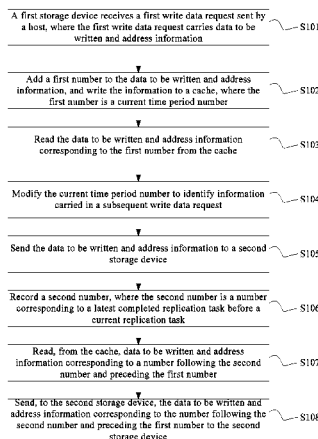 A first storage device receives a first write data request sent by
a host, where the first write data request carries data to be
written and address information
S101
Add a first number to the data to be written and address
information, and write the information to a cache, where the
first number is a current time period number
S102
Read the data to be written and address information
corresponding to the first number from the cache
S103
Modify the current time period number to identify information
carried in a subsequent write data request
S104
Send the data to be written and address information to a second
storage device
S105
Record a second number, where the second number is a number
corresponding to a latest completed replication task before a
current replication task
S106
Read, from the cache, data to be written and address
information corresponding to a number following the second
number and preceding the first number
S107
Send, to the second storage device, the data to be written and
address information corresponding to the number following the
second number and preceding the first number to the second
storage device
S108